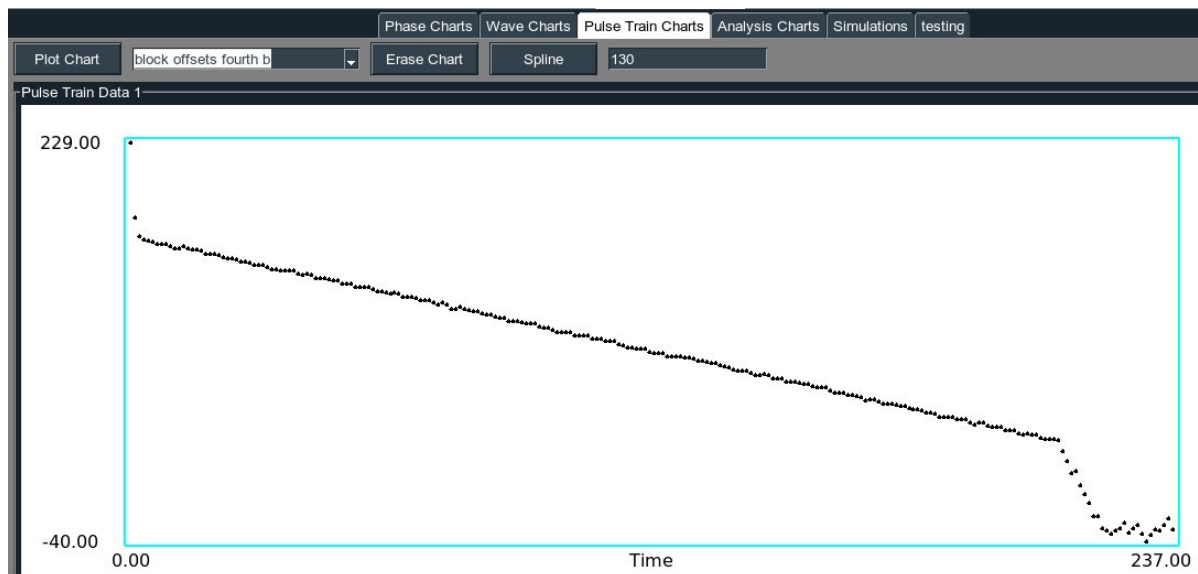 Phase Charts Wave Charts Pulse Train Charts Analysis Charts Simulations testing
Plot Chart block offsets fourth b Erase Chart Spline 130
Pulse Train Data 1
229.00
-40.00
0.00 Time 237.00